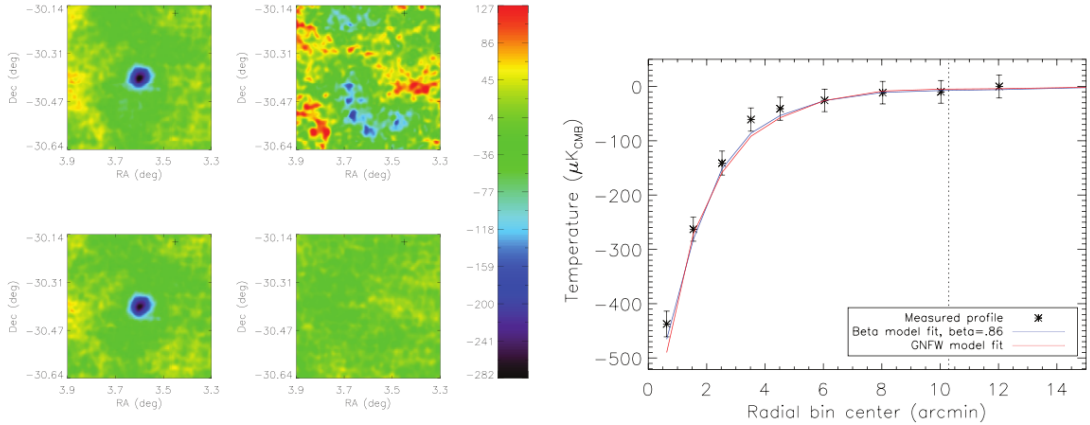 -30.14
-30.31
-30.47
-30.64
Dec (deg)
3.9 3.7 3.5 3.3
RA (deg)
-30.14
-30.31
-30.47
-30.64
Dec (deg)
3.9 3.7 3.5 3.3
RA (deg)
-30.14
-30.31
-30.47
-30.64
Dec (deg)
3.9 3.7 3.5 3.3
RA (deg)
-30.14
-30.31
-30.47
-30.64
Dec (deg)
3.9 3.7 3.5 3.3
RA (deg)
127
86
45
4
-36
-77
-118
-159
-200
-241
-282
Temperature (μK_CMB)
0
-100
-200
-300
-400
-500
Measured profile
Beta model fit, beta=.86
GNFW model fit
0 2 4 6 8 10 12 14
Radial bin center (arcmin)